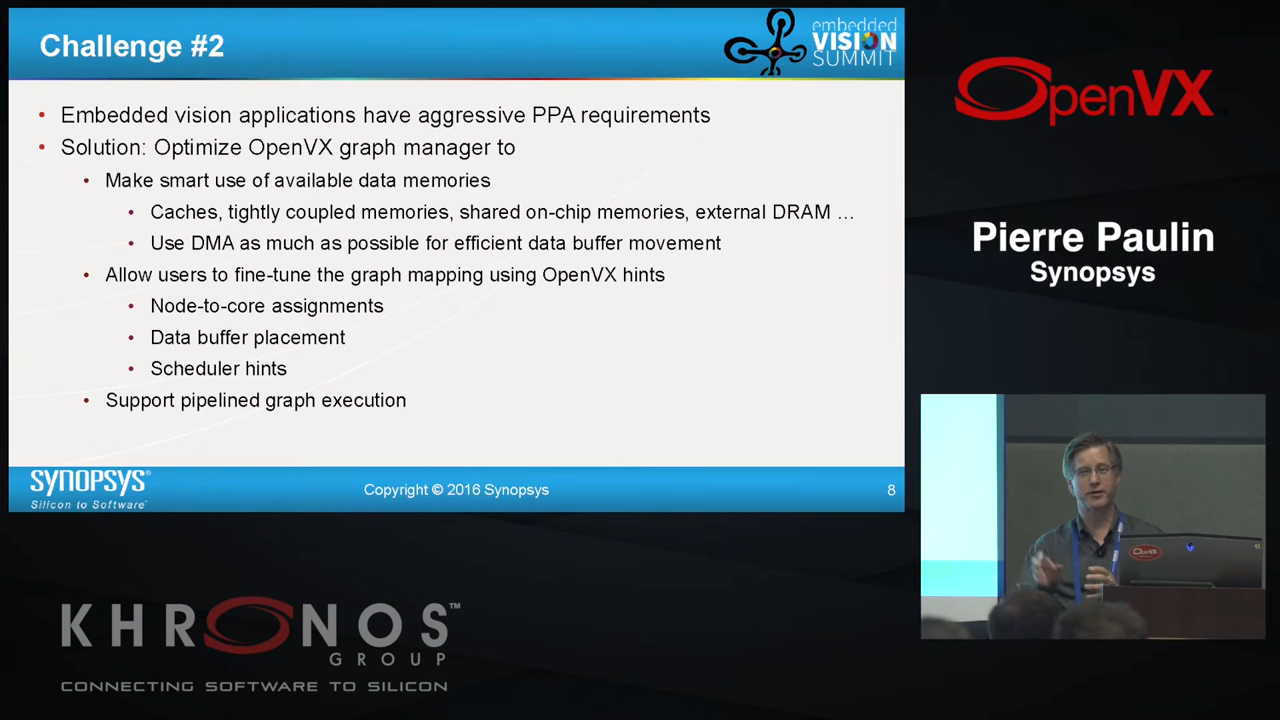 Challenge #2
embedded
VISION
SUMMIT
• Embedded vision applications have aggressive PPA requirements
• Solution: Optimize OpenVX graph manager to
• Make smart use of available data memories
• Caches, tightly coupled memories, shared on-chip memories, external DRAM …
• Use DMA as much as possible for efficient data buffer movement
• Allow users to fine-tune the graph mapping using OpenVX hints
• Node-to-core assignments
• Data buffer placement
• Scheduler hints
• Support pipelined graph execution
SYNOPSYS®
Silicon to Software™
Copyright © 2016 Synopsys
8
OpenVX™
Pierre Paulin
Synopsys
OpenVX
KHRONOS™
GROUP
CONNECTING SOFTWARE TO SILICON